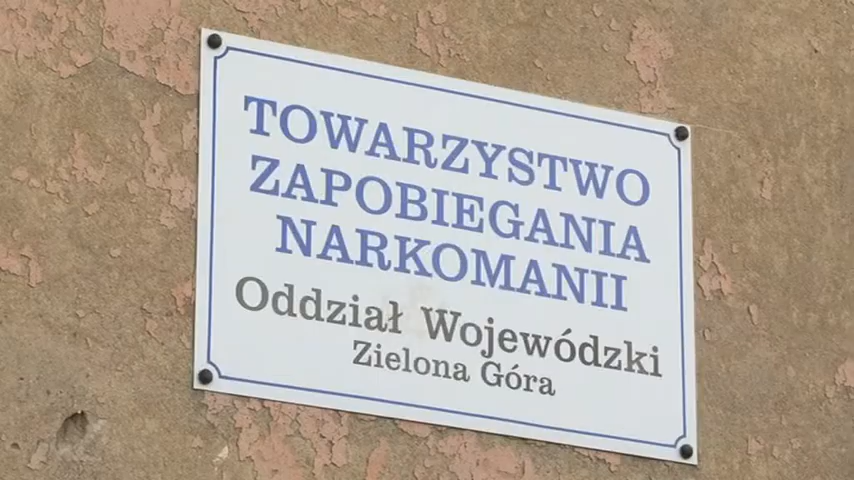 TOWARZYSTWO
ZAPOBIEGANIA
NARKOMANII
Oddział Wojewódzki
Zielona Góra